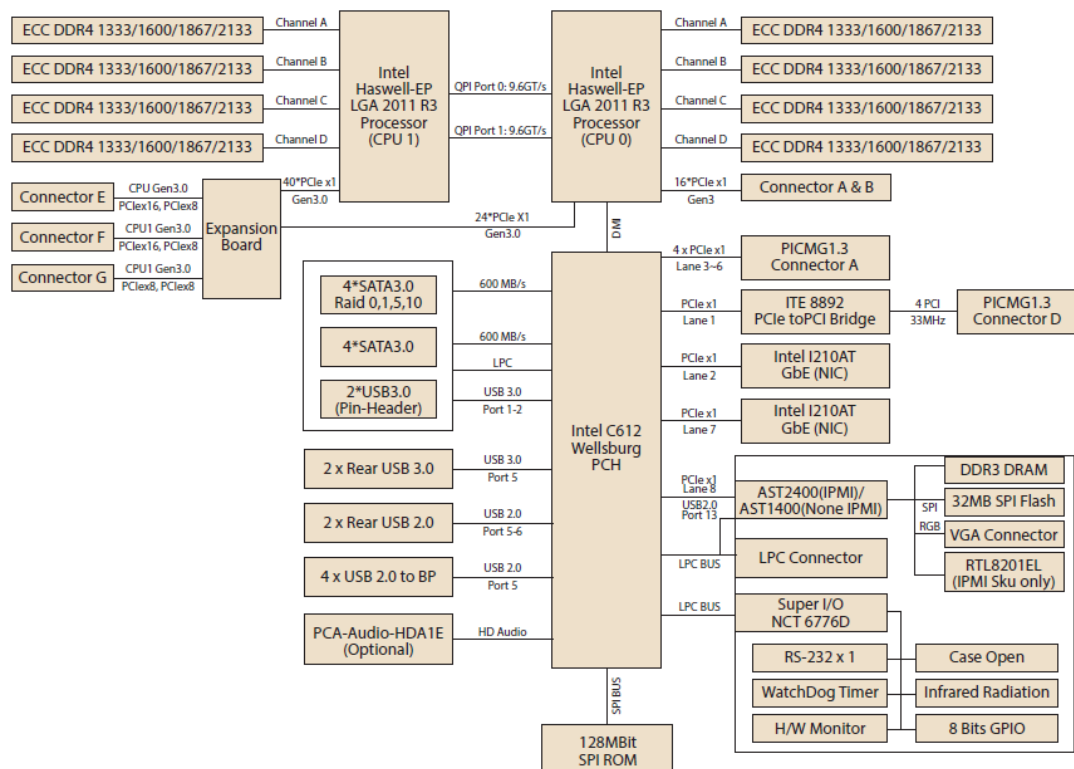 ECC DDR4 1333/1600/1867/2133
Channel A
ECC DDR4 1333/1600/1867/2133
Channel B
ECC DDR4 1333/1600/1867/2133
Channel C
ECC DDR4 1333/1600/1867/2133
Channel D
Intel
Haswell-EP
LGA 2011 R3
Processor
(CPU 1)
QPI Port 0: 9.6GT/s
QPI Port 1: 9.6GT/s
Intel
Haswell-EP
LGA 2011 R3
Processor
(CPU 0)
Channel A
ECC DDR4 1333/1600/1867/2133
Channel B
ECC DDR4 1333/1600/1867/2133
Channel C
ECC DDR4 1333/1600/1867/2133
Channel D
ECC DDR4 1333/1600/1867/2133
Connector E
CPU Gen3.0
PCIex16, PCIex8
Connector F
CPU1 Gen3.0
PCIex16, PCIex8
Connector G
CPU1 Gen3.0
PCIex8, PCIex8
Expansion
Board
40*PCIe x1
Gen3.0
24*PCIe X1
Gen3.0
DMI
16*PCIe x1
Gen3
Connector A & B
4*SATA3.0
Raid 0,1,5,10
600 MB/s
4*SATA3.0
600 MB/s
LPC
2*USB3.0
(Pin-Header)
USB 3.0
Port 1-2
2 x Rear USB 3.0
USB 3.0
Port 5
2 x Rear USB 2.0
USB 2.0
Port 5-6
4 x USB 2.0 to BP
USB 2.0
Port 5
PCA-Audio-HDA1E
(Optional)
HD Audio
Intel C612
Wellsburg
PCH
SPI BUS
128MBit
SPI ROM
4 x PCIe x1
Lane 3~6
PICMG1.3
Connector A
PCIe x1
Lane 1
ITE 8892
PCIe toPCI Bridge
4 PCI
33MHz
PICMG1.3
Connector D
PCIe x1
Lane 2
Intel I210AT
GbE (NIC)
PCIe x1
Lane 7
Intel I210AT
GbE (NIC)
PCIe x1
Lane 8
USB2.0
Port 13
AST2400(IPMI)/
AST1400(None IPMI)
SPI
RGB
DDR3 DRAM
32MB SPI Flash
VGA Connector
RTL8201EL
(IPMI Sku only)
LPC BUS
LPC Connector
LPC BUS
Super I/O
NCT 6776D
RS-232 x 1
Case Open
WatchDog Timer
Infrared Radiation
H/W Monitor
8 Bits GPIO